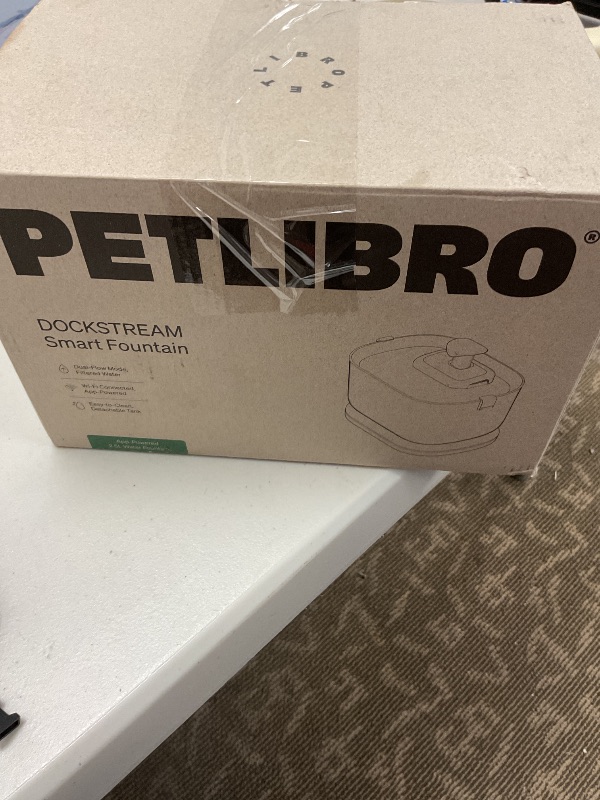 PETLIBRO
PETLIBRO®
DOCKSTREAM
Smart Fountain
Dual-Flow Mode,
Filtered Water
Wi-Fi Connected,
App-Powered
Easy-to-Clean,
Detachable Tank
App-Powered